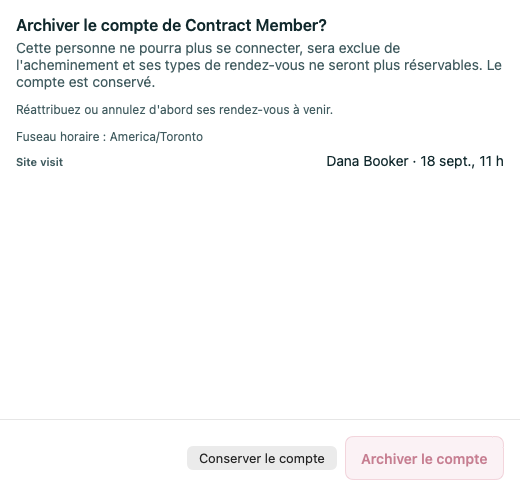 Archiver le compte de Contract Member?
Cette personne ne pourra plus se connecter, sera exclue de
l'acheminement et ses types de rendez-vous ne seront plus réservables. Le
compte est conservé.
Réattribuez ou annulez d'abord ses rendez-vous à venir.
Fuseau horaire : America/Toronto
Site visit Dana Booker · 18 sept., 11 h
Conserver le compte Archiver le compte